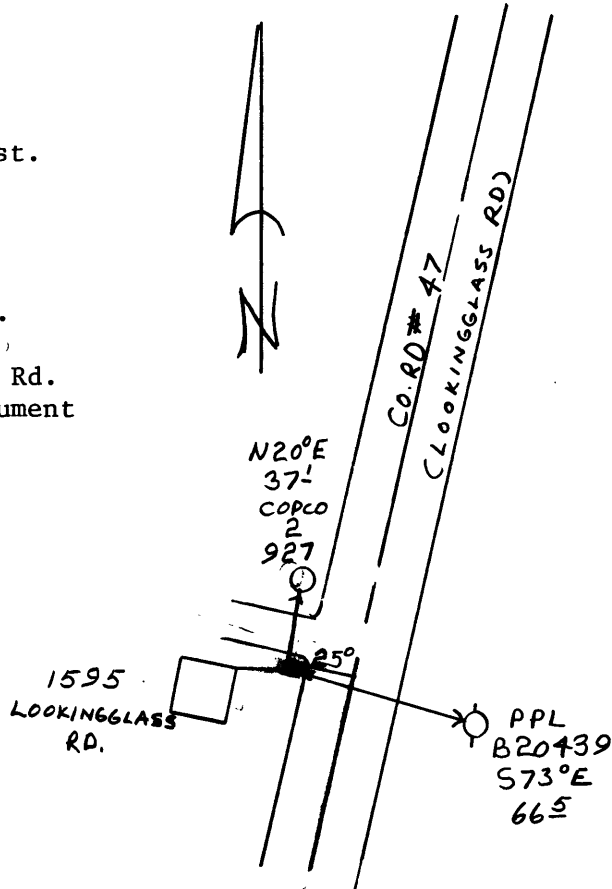 st.
.
Rd.
ument
N
CO. RD # 47
(LOOKINGGLASS RD)
N20°E
37'
COPCO
2
927
25°
1595
LOOKINGGLASS
RD.
PPL
B20439
S73°E
66 5